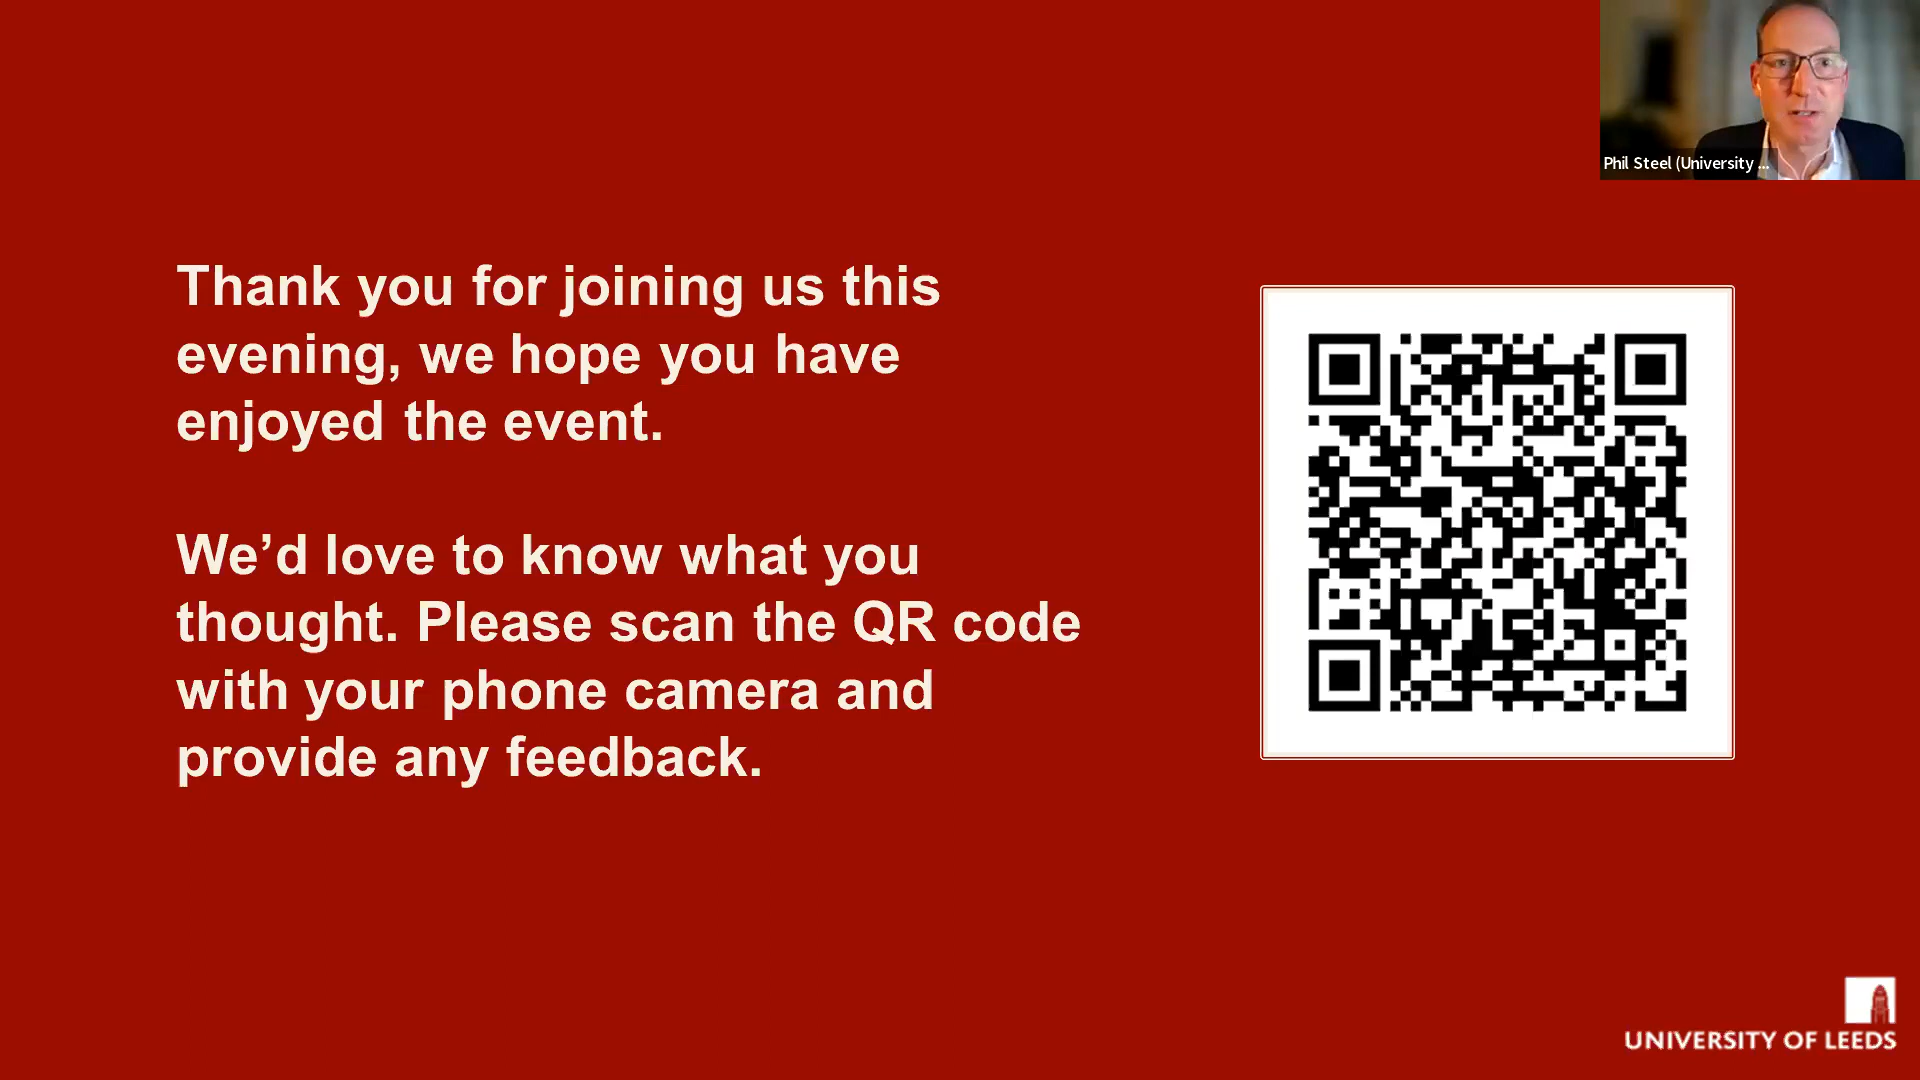 Phil Steel (University ...
Thank you for joining us this
evening, we hope you have
enjoyed the event.
We’d love to know what you
thought. Please scan the QR code
with your phone camera and
provide any feedback.
UNIVERSITY OF LEEDS